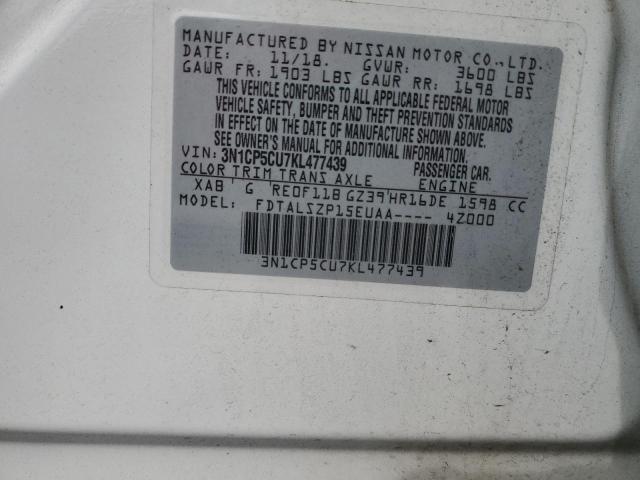 MANUFACTURED BY NISSAN MOTOR CO.,LTD.
DATE: 11/18. GVWR: 3600 LBS
GAWR FR: 1903 LBS GAWR RR: 1698 LBS
THIS VEHICLE CONFORMS TO ALL APPLICABLE FEDERAL MOTOR
VEHICLE SAFETY, BUMPER AND THEFT PREVENTION STANDARDS
IN EFFECT ON THE DATE OF MANUFACTURE SHOWN ABOVE.
SEE OWNERS MANUAL FOR ADDITIONAL INFORMATION.
VIN: 3N1CP5CU7KL477439 PASSENGER CAR.
COLOR TRIM TRANS AXLE ENGINE
XAB G RE0F11B GZ39 HR16DE 1598 CC
MODEL: FDTALSZP15EUAA---- 4Z000
3N1CP5CU7KL477439